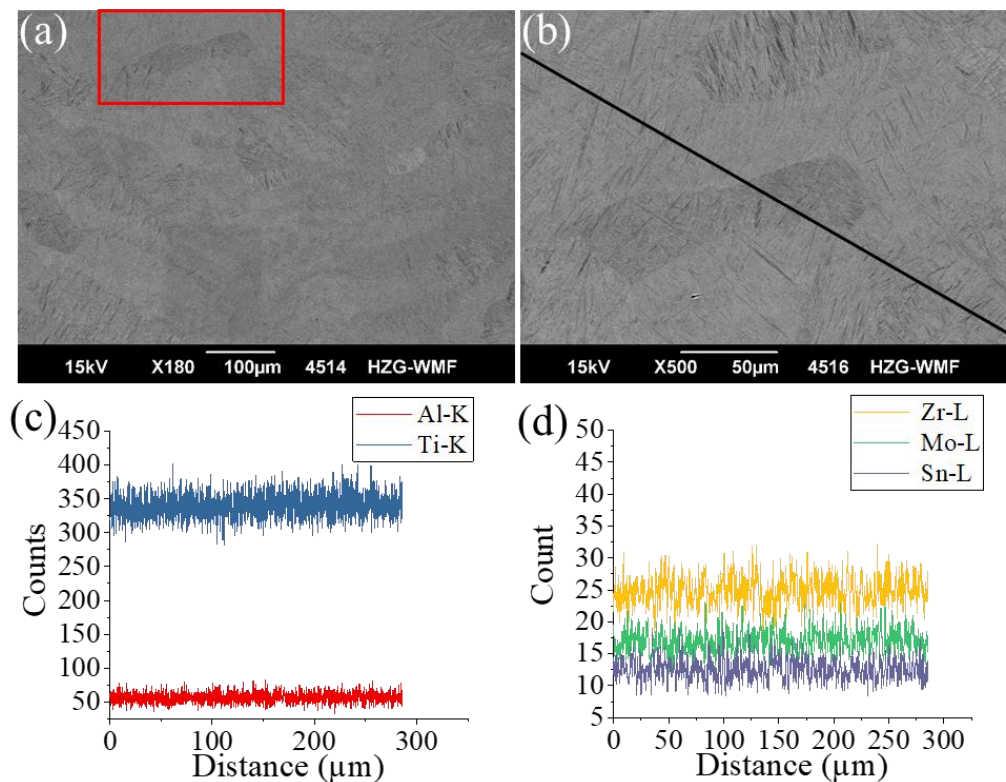 (a)
15kV X180 100µm 4514 HZG-WMF
(b)
15kV X500 50µm 4516 HZG-WMF
(c)
Al-K
Ti-K
450
400
350
300
250
200
150
100
50
0
Counts
0 100 200 300
Distance (µm)
(d)
Zr-L
Mo-L
Sn-L
50
45
40
35
30
25
20
15
10
5
Count
0 50 100 150 200 250 300
Distance (µm)